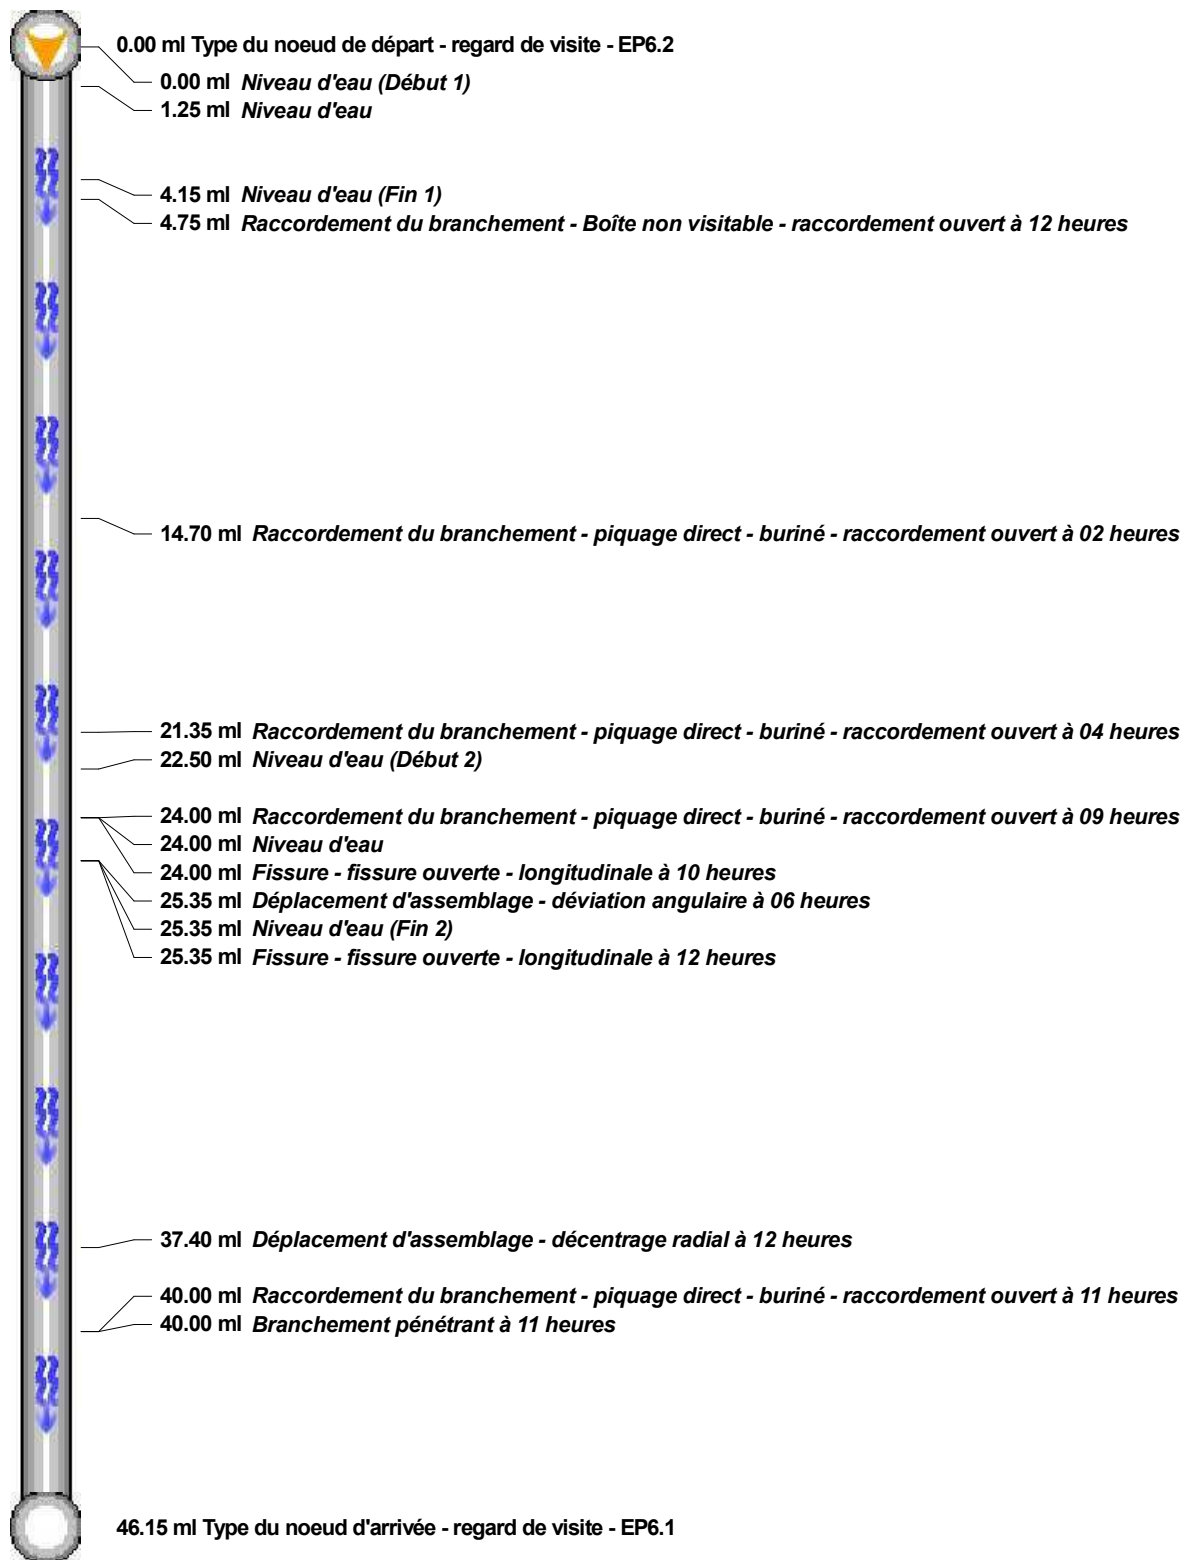 0.00 ml Type du noeud de départ - regard de visite - EP6.2
0.00 ml Niveau d'eau (Début 1)
1.25 ml Niveau d'eau
4.15 ml Niveau d'eau (Fin 1)
4.75 ml Raccordement du branchement - Boîte non visitable - raccordement ouvert à 12 heures
14.70 ml Raccordement du branchement - piquage direct - buriné - raccordement ouvert à 02 heures
21.35 ml Raccordement du branchement - piquage direct - buriné - raccordement ouvert à 04 heures
22.50 ml Niveau d'eau (Début 2)
24.00 ml Raccordement du branchement - piquage direct - buriné - raccordement ouvert à 09 heures
24.00 ml Niveau d'eau
24.00 ml Fissure - fissure ouverte - longitudinale à 10 heures
25.35 ml Déplacement d'assemblage - déviation angulaire à 06 heures
25.35 ml Niveau d'eau (Fin 2)
25.35 ml Fissure - fissure ouverte - longitudinale à 12 heures
37.40 ml Déplacement d'assemblage - décentrage radial à 12 heures
40.00 ml Raccordement du branchement - piquage direct - buriné - raccordement ouvert à 11 heures
40.00 ml Branchement pénétrant à 11 heures
46.15 ml Type du noeud d'arrivée - regard de visite - EP6.1